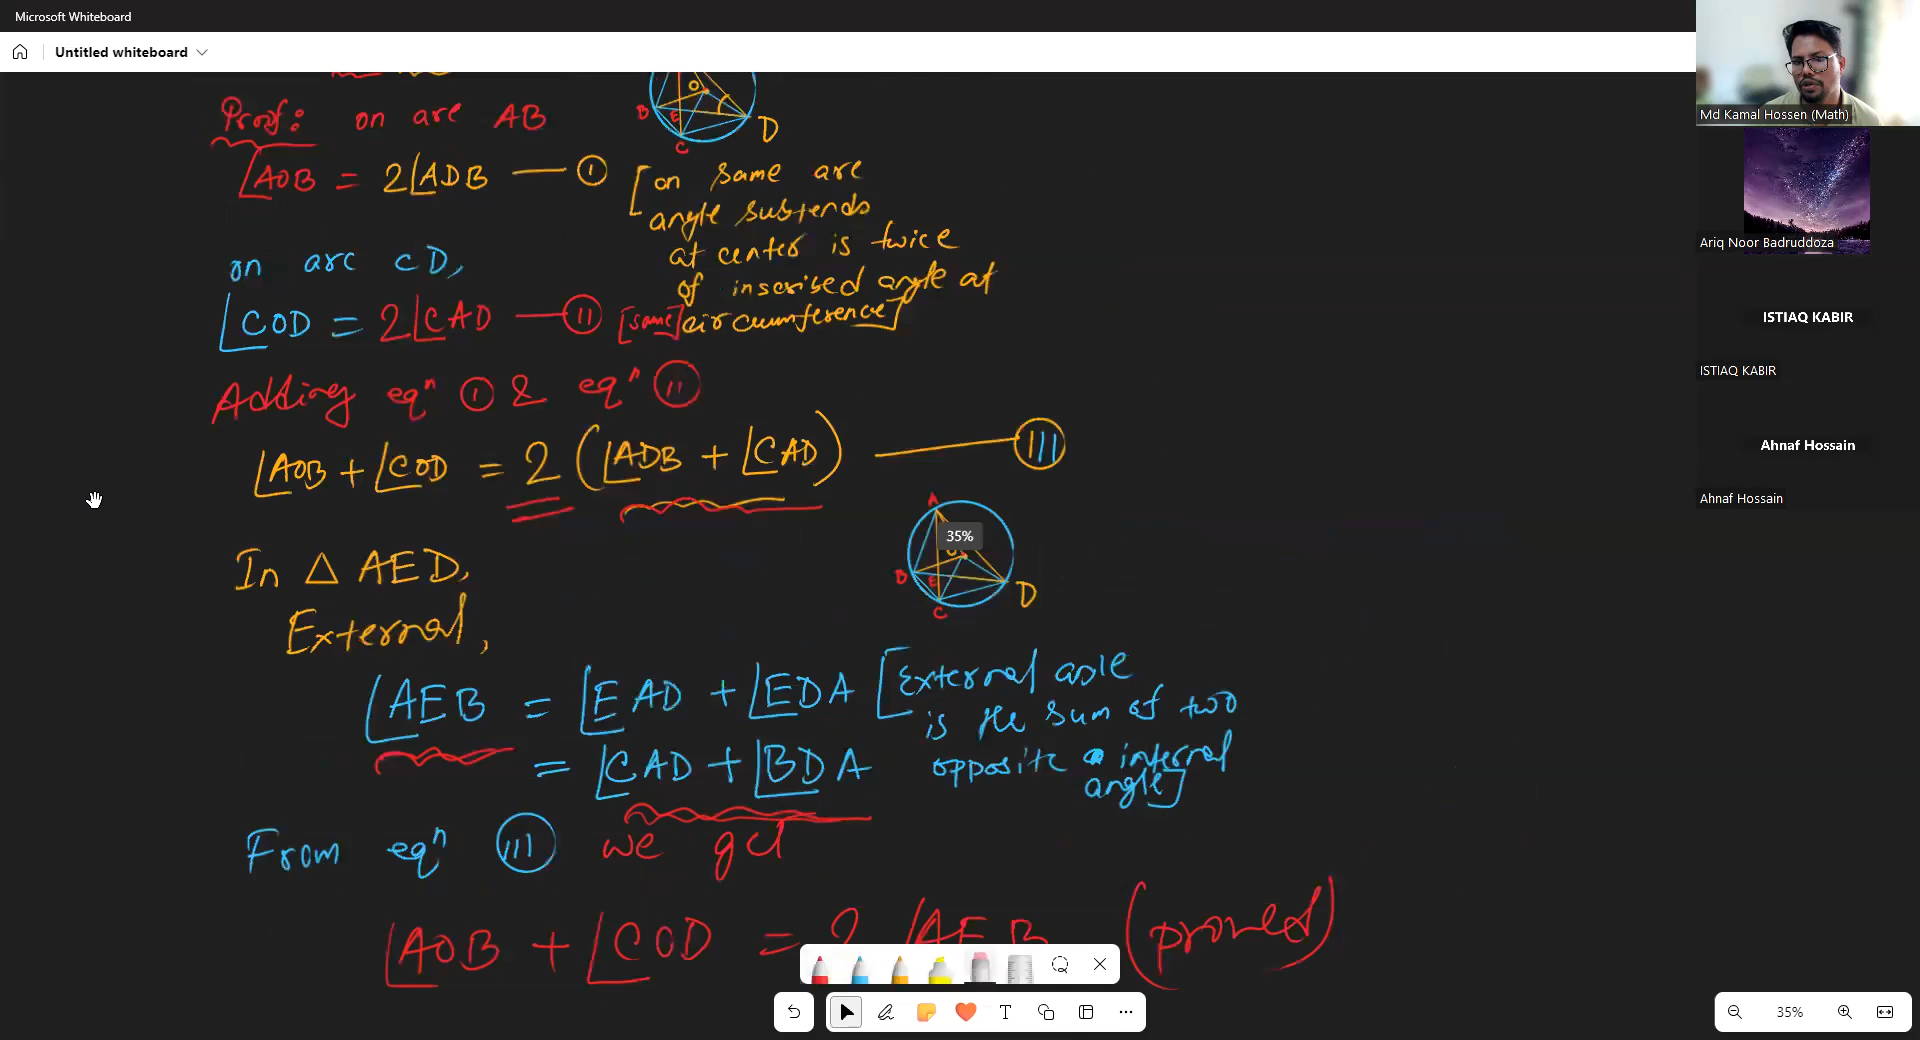 Microsoft Whiteboard
Untitled whiteboard
Proof: on arc AB
∠AOB = 2∠ADB — (I)
[on same arc
angle subtends
at center is twice
of inscribed angle at
circumference]
on arc CD,
∠COD = 2∠CAD — (II) [same]
Adding eqⁿ (I) & eqⁿ (II)
∠AOB + ∠COD = 2(∠ADB + ∠CAD) — (III)
O
B
E
D
C
A
35%
B
E
D
C
In △ AED,
External,
∠AEB = ∠EAD + ∠EDA
= ∠CAD + ∠BDA
[External
is the sum of two
opposite internal
angle]
From eqⁿ (III) we get
∠AOB + ∠COD = 2 ∠AEB (proved)
35%
Md Kamal Hossen (Math)
Ariq Noor Badruddoza
ISTIAQ KABIR
ISTIAQ KABIR
Ahnaf Hossain
Ahnaf Hossain